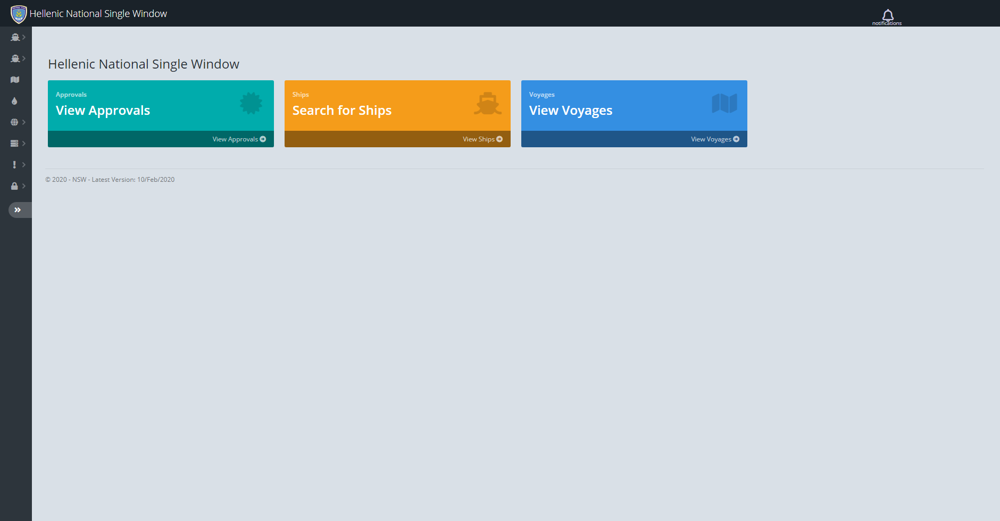 Hellenic National Single Window
notifications
Hellenic National Single Window
Approvals
View Approvals
View Approvals
Ships
Search for Ships
View Ships
Voyages
View Voyages
View Voyages
© 2020 - NSW - Latest Version: 10/Feb/2020